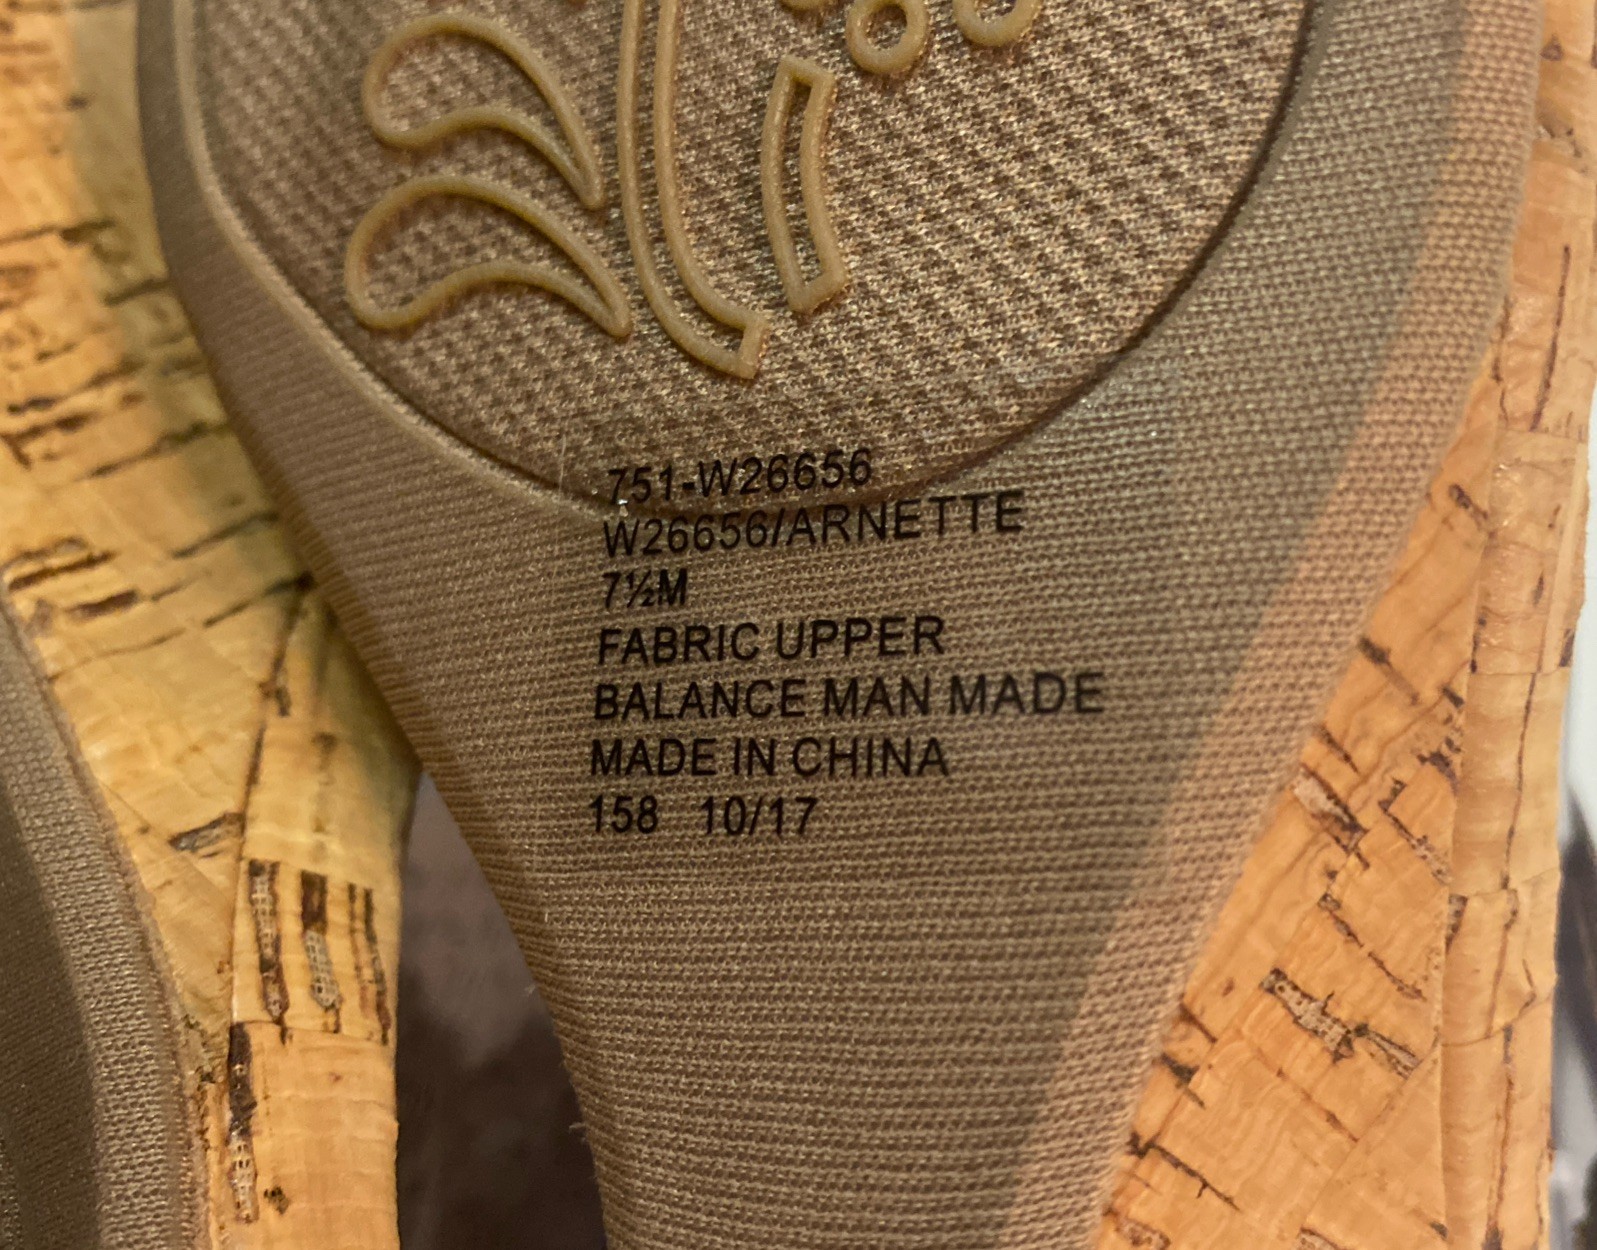 751-W26656
W26656/ARNETTE
7½M
FABRIC UPPER
BALANCE MAN MADE
MADE IN CHINA
158 10/17